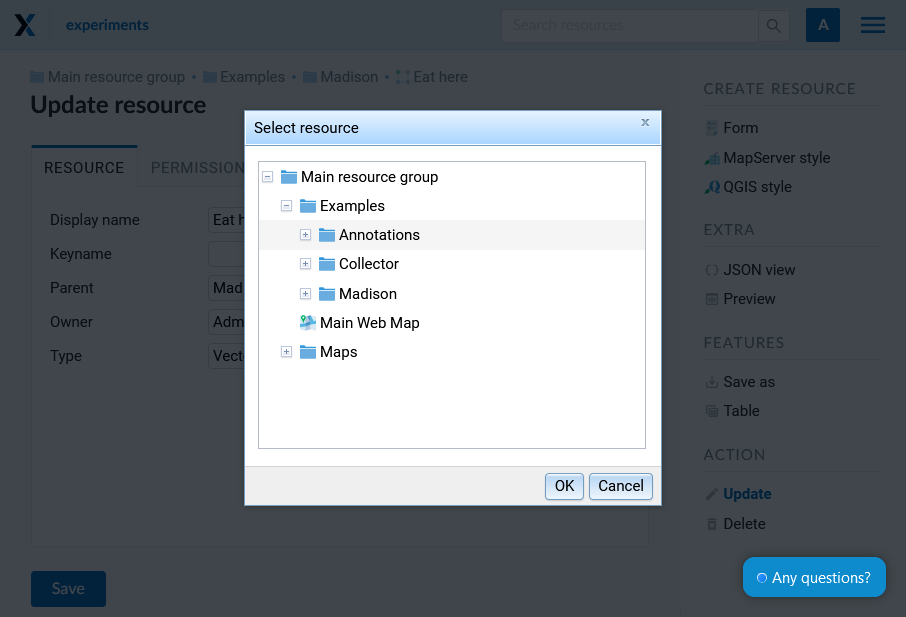 experiments
Search resources
A
Main resource group • Examples • Madison • Eat here
Update resource
RESOURCE
PERMISSION
Display name
Eat h
Keyname
Parent
Mad
Owner
Adm
Type
Vect
Select resource
x
Main resource group
Examples
Annotations
Collector
Madison
Main Web Map
Maps
OK
Cancel
Save
CREATE RESOURCE
Form
MapServer style
QGIS style
EXTRA
JSON view
Preview
FEATURES
Save as
Table
ACTION
Update
Delete
Any questions?